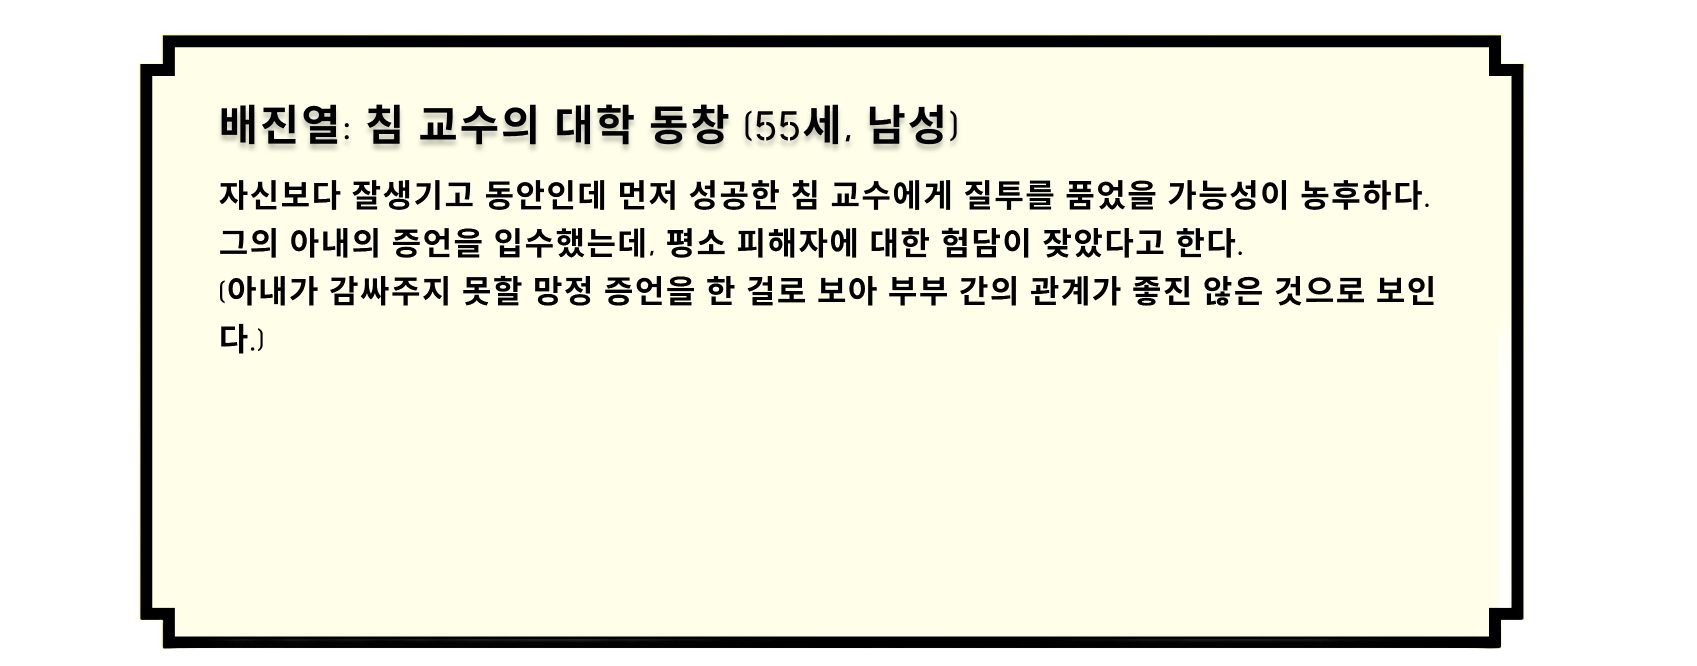 배진열: 침 교수의 대학 동창 (55세, 남성)
자신보다 잘생기고 동안인데 먼저 성공한 침 교수에게 질투를 품었을 가능성이 농후하다.
그의 아내의 증언을 입수했는데, 평소 피해자에 대한 험담이 잦았다고 한다.
(아내가 감싸주지 못할 망정 증언을 한 걸로 보아 부부 간의 관계가 좋진 않은 것으로 보인
다.)